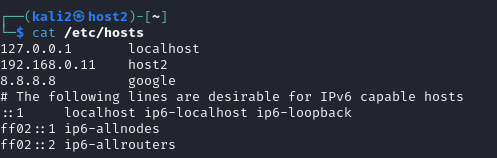 ┌──(kali2㉿host2)-[~]
└─$ cat /etc/hosts
127.0.0.1       localhost
192.168.0.11    host2
8.8.8.8         google
# The following lines are desirable for IPv6 capable hosts
::1     localhost ip6-localhost ip6-loopback
ff02::1 ip6-allnodes
ff02::2 ip6-allrouters